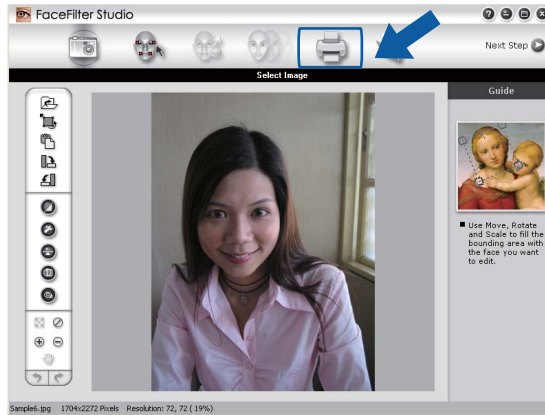 FaceFilter Studio
Next Step
Select Image
Guide
Use Move, Rotate
and Scale to fill the
bounding area with
the face you want
to edit.
Sample6.jpg 1704x2272 Pixels Resolution: 72, 72 ( 19%)